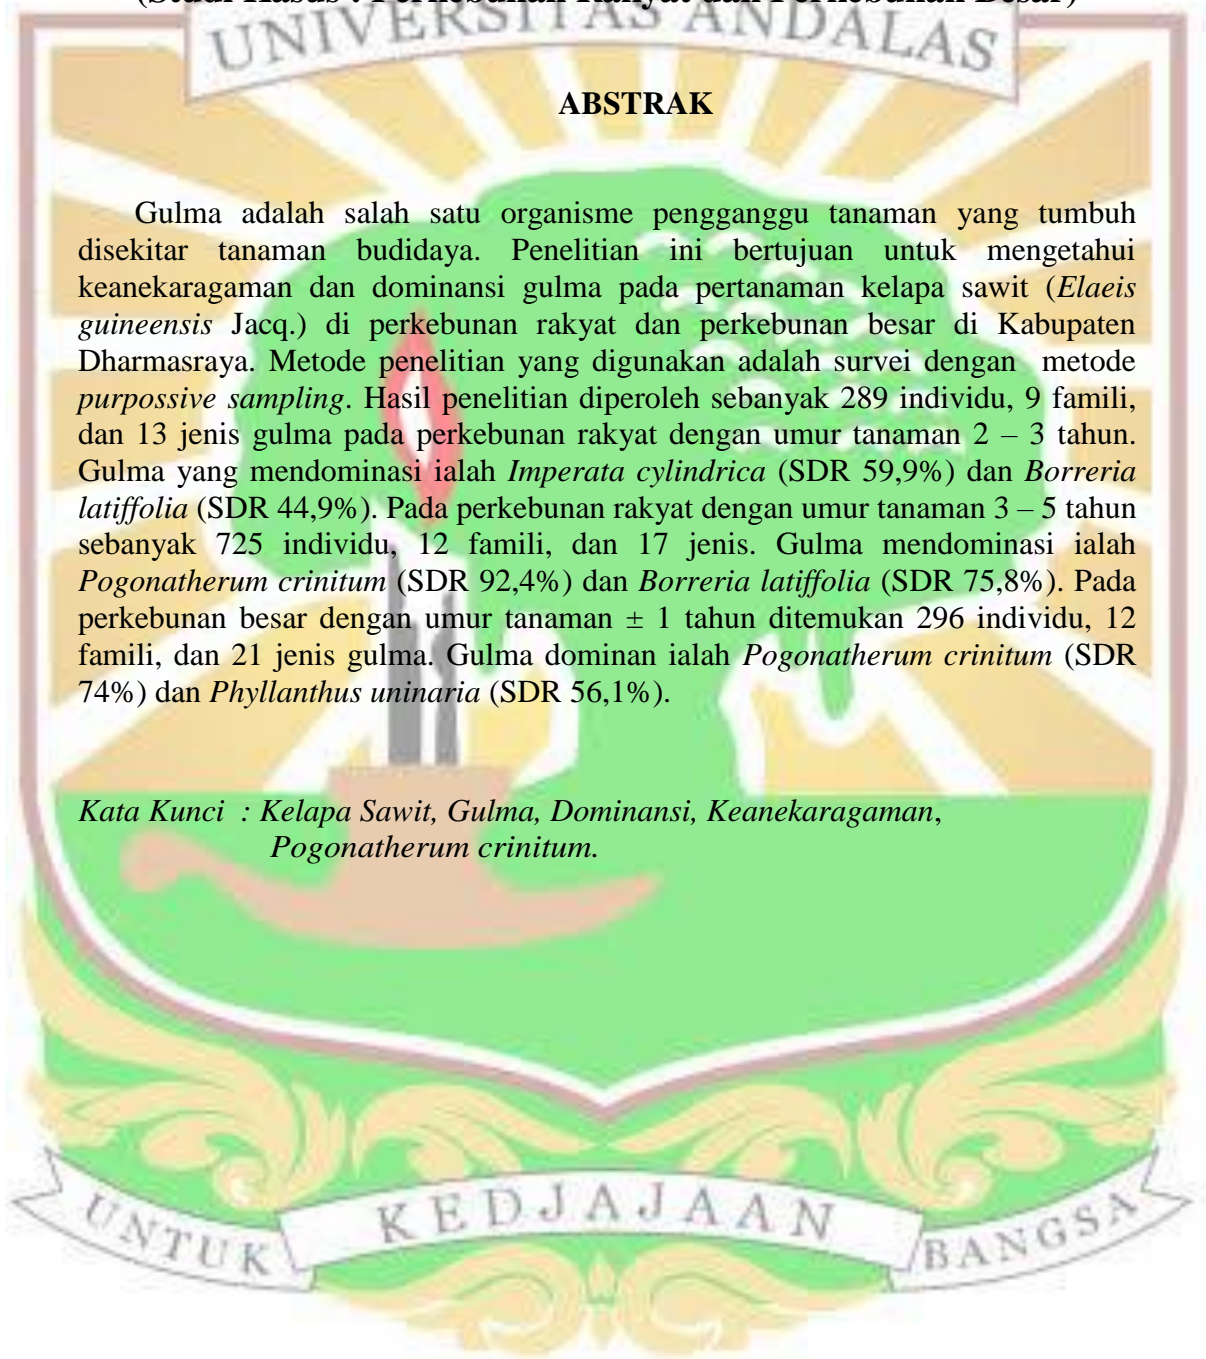 (Studi Kasus : Perkebunan Rakyat dan Perkebunan Besar)
UNIVERSITAS ANDALAS
ABSTRAK
Gulma adalah salah satu organisme pengganggu tanaman yang tumbuh
disekitar tanaman budidaya. Penelitian ini bertujuan untuk mengetahui
keanekaragaman dan dominansi gulma pada pertanaman kelapa sawit (Elaeis
guineensis Jacq.) di perkebunan rakyat dan perkebunan besar di Kabupaten
Dharmasraya. Metode penelitian yang digunakan adalah survei dengan metode
purpossive sampling. Hasil penelitian diperoleh sebanyak 289 individu, 9 famili,
dan 13 jenis gulma pada perkebunan rakyat dengan umur tanaman 2 – 3 tahun.
Gulma yang mendominasi ialah Imperata cylindrica (SDR 59,9%) dan Borreria
latiffolia (SDR 44,9%). Pada perkebunan rakyat dengan umur tanaman 3 – 5 tahun
sebanyak 725 individu, 12 famili, dan 17 jenis. Gulma mendominasi ialah
Pogonatherum crinitum (SDR 92,4%) dan Borreria latiffolia (SDR 75,8%). Pada
perkebunan besar dengan umur tanaman ± 1 tahun ditemukan 296 individu, 12
famili, dan 21 jenis gulma. Gulma dominan ialah Pogonatherum crinitum (SDR
74%) dan Phyllanthus uninaria (SDR 56,1%).
Kata Kunci : Kelapa Sawit, Gulma, Dominansi, Keanekaragaman,
Pogonatherum crinitum.
UNTUK KEDJAJAAN BANGSA